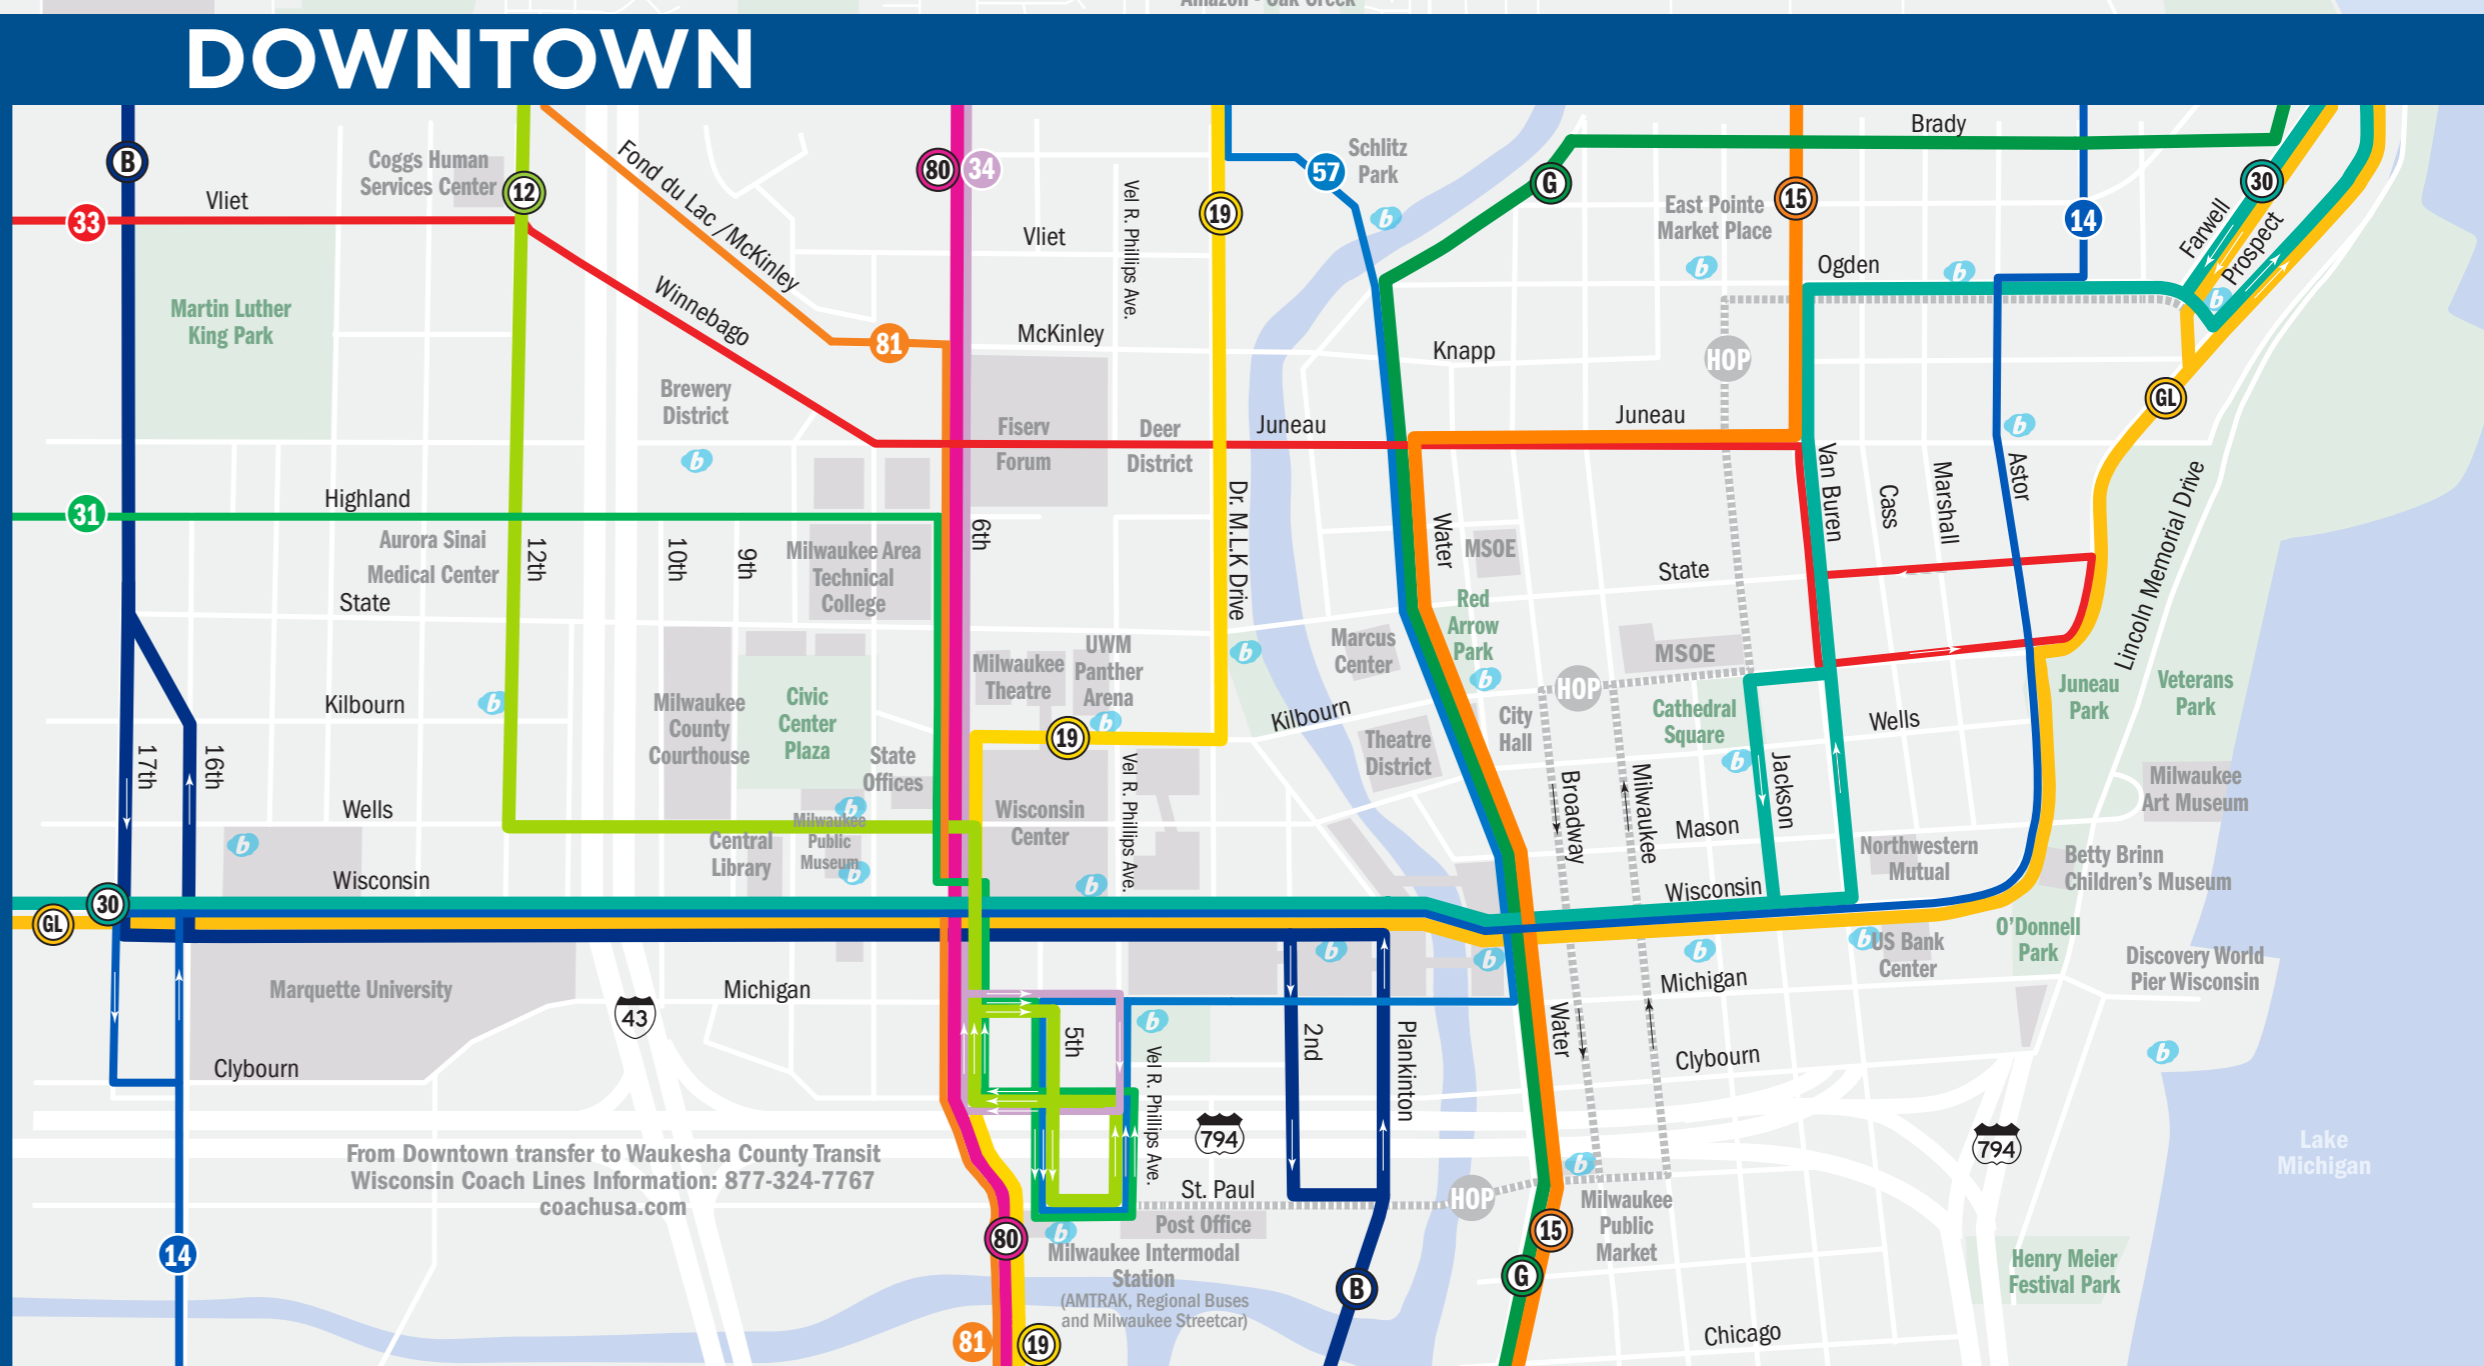 Amazon - Oak Creek
DOWNTOWN
B
33
Vliet
Coggs Human
Services Center
12
Fond du Lac /McKinley
80
34
Vel R. Phillips Ave.
19
57
Schlitz
Park
b
G
East Pointe
Market Place
b
15
Brady
14
30
Farwell
Prospect
b
Vliet
Ogden
b
Martin Luther
King Park
Winnebago
81
McKinley
Knapp
HOP
GL
Brewery
District
b
Fiserv
Forum
Deer
District
Juneau
Juneau
b
31
Highland
Aurora Sinai
Medical Center
State
12th
10th
9th
Milwaukee Area
Technical
College
6th
Dr. M.L.K Drive
Water
MSOE
State
Van Buren
Cass
Marshall
Astor
Lincoln Memorial Drive
Red
Arrow
Park
b
Marcus
Center
b
MSOE
HOP
Milwaukee
Theatre
UWM
Panther
Arena
b
Kilbourn
b
Milwaukee
County
Courthouse
Civic
Center
Plaza
State
Offices
19
Kilbourn
Theatre
District
City
Hall
Cathedral
Square
b
Wells
Juneau
Park
Veterans
Park
17th
16th
Wells
b
Central
Library
Milwaukee
Public
Museum
b
b
Wisconsin
Center
Vel R. Phillips Ave.
b
Broadway
Milwaukee
Mason
Jackson
Northwestern
Mutual
Milwaukee
Art Museum
Betty Brinn
Children's Museum
Wisconsin
30
GL
Wisconsin
b
b
b
b
US Bank
Center
O'Donnell
Park
Discovery World
Pier Wisconsin
b
Marquette University
43
Michigan
Michigan
5th
b
Vel R. Phillips Ave.
2nd
Plankinton
Water
Clybourn
Clybourn
794
794
Lake
Michigan
From Downtown transfer to Waukesha County Transit
Wisconsin Coach Lines Information: 877-324-7767
coachusa.com
14
80
St. Paul
Post Office
b
Milwaukee Intermodal
Station
(AMTRAK, Regional Buses
and Milwaukee Streetcar)
HOP
b
Milwaukee
Public
Market
15
G
B
Henry Meier
Festival Park
81
19
Chicago